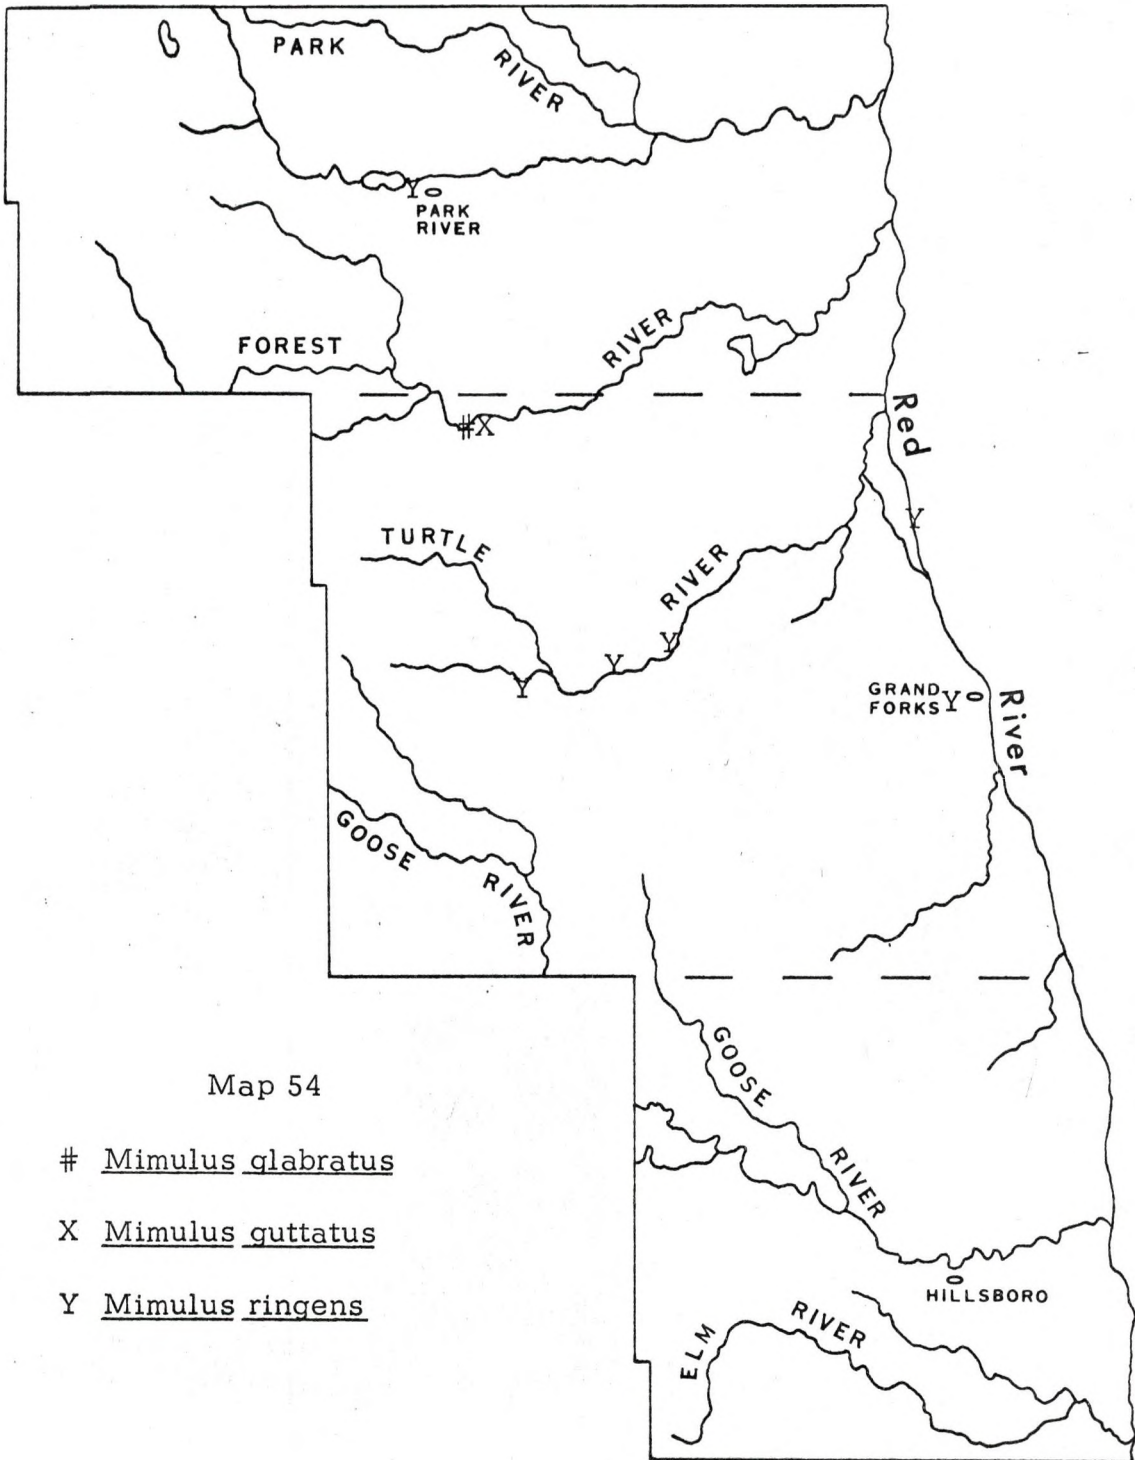 PARK
RIVER
Y
PARK
RIVER
FOREST
RIVER
#X
Red
Y
TURTLE
RIVER
Y
Y
Y
GRAND
FORKS Y
River
GOOSE
RIVER
GOOSE
RIVER
HILLSBORO
ELM
RIVER
Map 54
# Mimulus glabratus
X Mimulus guttatus
Y Mimulus ringens